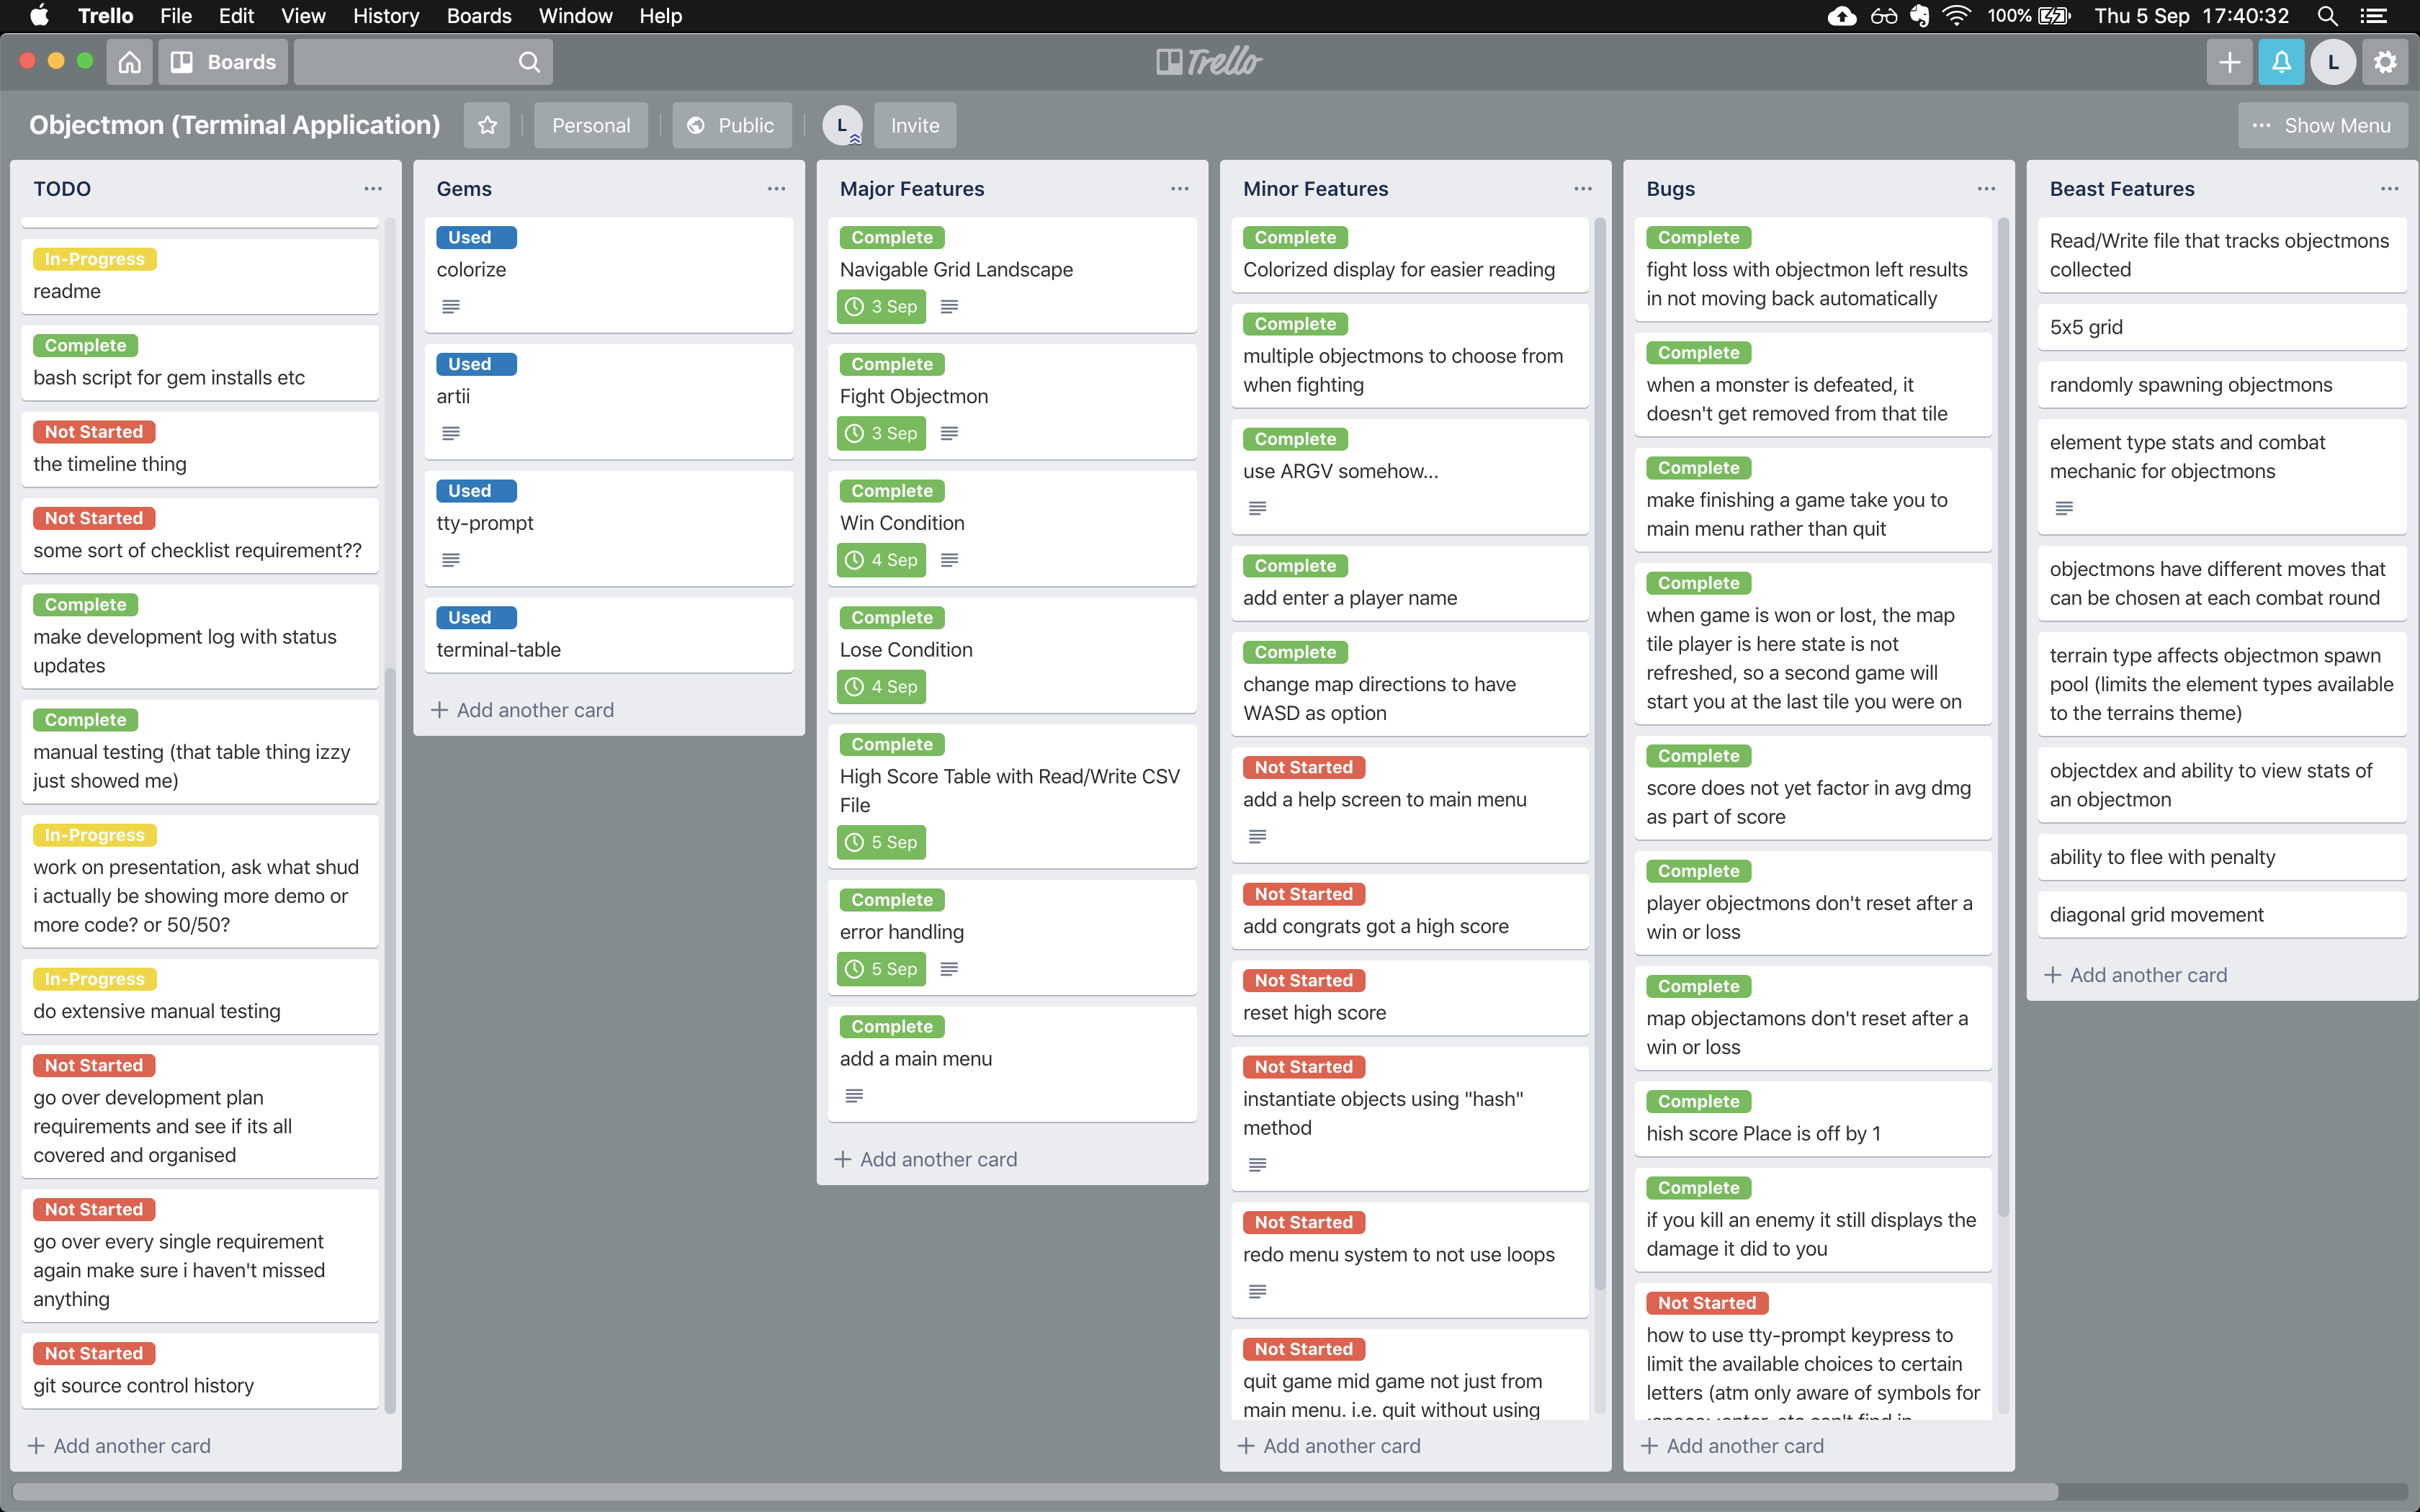 Trello File Edit View History Boards Window Help 100% Thu 5 Sep 17:40:32
Boards Trello L
Objectmon (Terminal Application) Personal Public L Invite ... Show Menu
TODO
In-Progress
readme
Complete
bash script for gem installs etc
Not Started
the timeline thing
Not Started
some sort of checklist requirement??
Complete
make development log with status
updates
Complete
manual testing (that table thing izzy
just showed me)
In-Progress
work on presentation, ask what shud
i actually be showing more demo or
more code? or 50/50?
In-Progress
do extensive manual testing
Not Started
go over development plan
requirements and see if its all
covered and organised
Not Started
go over every single requirement
again make sure i haven't missed
anything
Not Started
git source control history
+ Add another card
Gems
Used
colorize
Used
artii
Used
tty-prompt
Used
terminal-table
+ Add another card
Major Features
Complete
Navigable Grid Landscape
3 Sep
Complete
Fight Objectmon
3 Sep
Complete
Win Condition
4 Sep
Complete
Lose Condition
4 Sep
Complete
High Score Table with Read/Write CSV
File
5 Sep
Complete
error handling
5 Sep
Complete
add a main menu
+ Add another card
Minor Features
Complete
Colorized display for easier reading
Complete
multiple objectmons to choose from
when fighting
Complete
use ARGV somehow...
Complete
add enter a player name
Complete
change map directions to have
WASD as option
Not Started
add a help screen to main menu
Not Started
add congrats got a high score
Not Started
reset high score
Not Started
instantiate objects using "hash"
method
Not Started
redo menu system to not use loops
Not Started
quit game mid game not just from
main menu. i.e. quit without using
+ Add another card
Bugs
Complete
fight loss with objectmon left results
in not moving back automatically
Complete
when a monster is defeated, it
doesn't get removed from that tile
Complete
make finishing a game take you to
main menu rather than quit
Complete
when game is won or lost, the map
tile player is here state is not
refreshed, so a second game will
start you at the last tile you were on
Complete
score does not yet factor in avg dmg
as part of score
Complete
player objectmons don't reset after a
win or loss
Complete
map objectamons don't reset after a
win or loss
Complete
hish score Place is off by 1
Complete
if you kill an enemy it still displays the
damage it did to you
Not Started
how to use tty-prompt keypress to
limit the available choices to certain
letters (atm only aware of symbols for
+ Add another card
Beast Features
Read/Write file that tracks objectmons
collected
5x5 grid
randomly spawning objectmons
element type stats and combat
mechanic for objectmons
objectmons have different moves that
can be chosen at each combat round
terrain type affects objectmon spawn
pool (limits the element types available
to the terrains theme)
objectdex and ability to view stats of
an objectmon
ability to flee with penalty
diagonal grid movement
+ Add another card